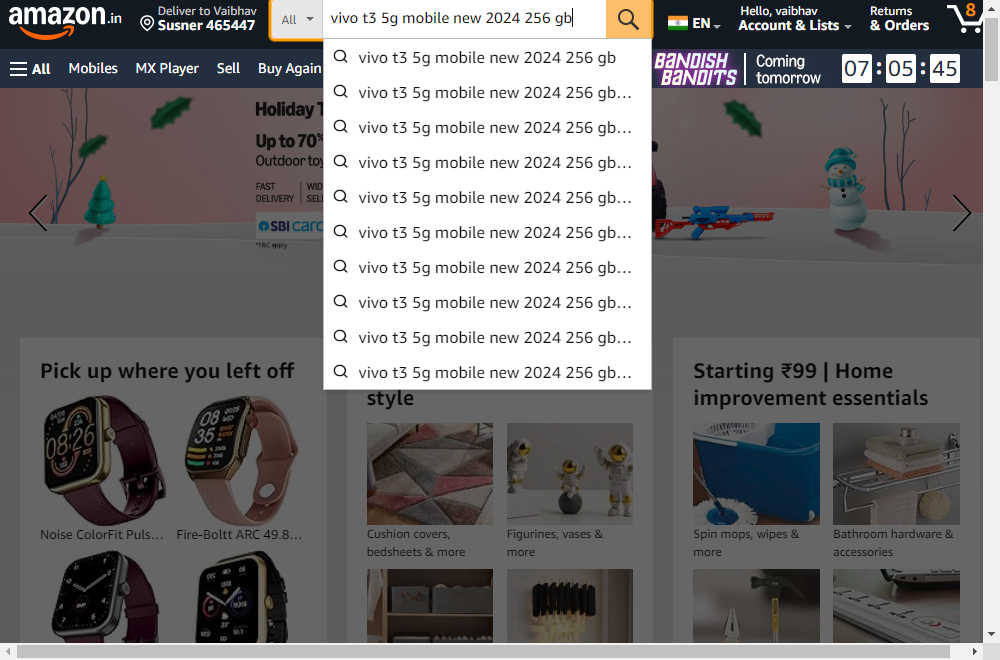 amazon.in
Deliver to Vaibhav
Susner 465447
All
vivo t3 5g mobile new 2024 256 gb
EN
Hello, vaibhav
Account & Lists
Returns
& Orders
8
All
Mobiles
MX Player
Sell
Buy Again
BANDISH BANDITS
Coming tomorrow
07 : 05 : 45
vivo t3 5g mobile new 2024 256 gb
vivo t3 5g mobile new 2024 256 gb...
vivo t3 5g mobile new 2024 256 gb...
vivo t3 5g mobile new 2024 256 gb...
vivo t3 5g mobile new 2024 256 gb...
vivo t3 5g mobile new 2024 256 gb...
vivo t3 5g mobile new 2024 256 gb...
vivo t3 5g mobile new 2024 256 gb...
vivo t3 5g mobile new 2024 256 gb...
vivo t3 5g mobile new 2024 256 gb...
Holiday T
Up to 70%
Outdoor toy
FAST DELIVERY
WID
SEL
SBI card
*T&C apply
Pick up where you left off
Noise ColorFit Puls...
Fire-Boltt ARC 49.8...
style
Cushion covers,
bedsheets & more
Figurines, vases &
more
Starting ₹99 | Home
improvement essentials
Spin mops, wipes &
more
Bathroom hardware &
accessories